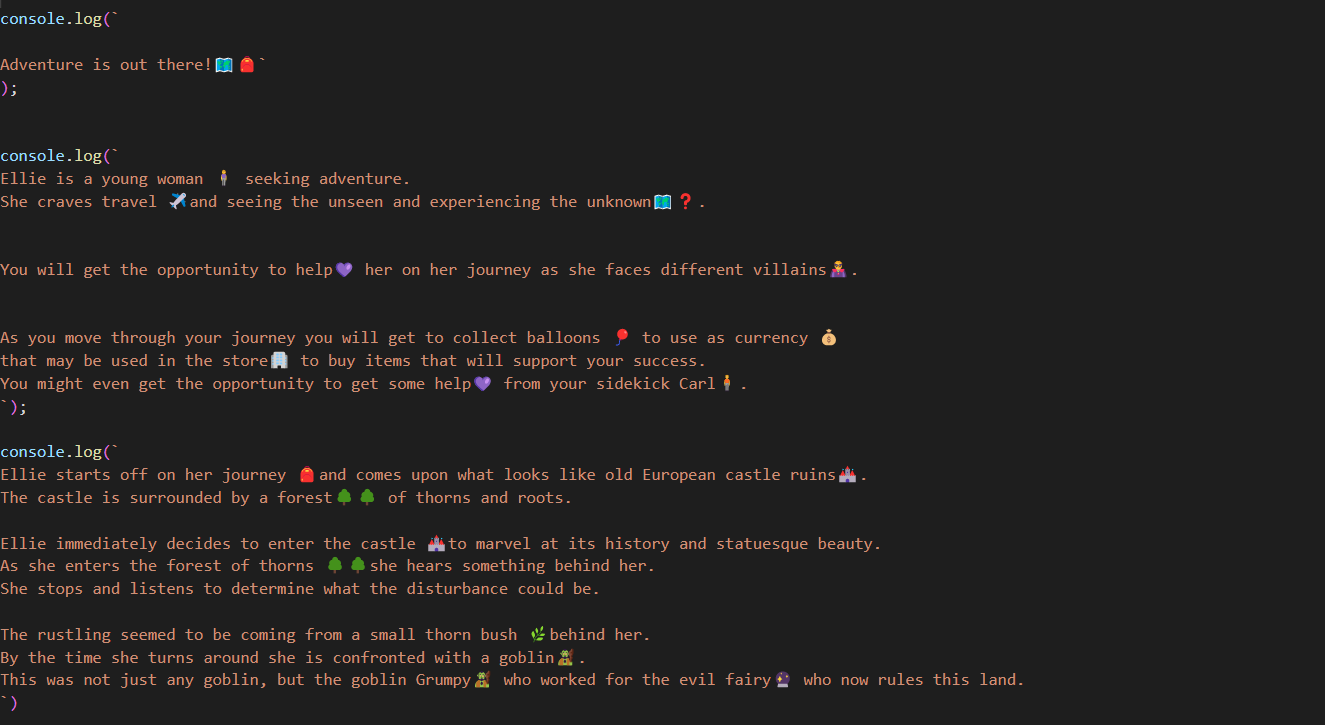 console.log(`
Adventure is out there!🗺️ 🎒`
);
console.log(`
Ellie is a young woman 🧍‍♀️ seeking adventure.
She craves travel ✈️and seeing the unseen and experiencing the unknown🗺️❓.
You will get the opportunity to help💜 her on her journey as she faces different villains🦹‍♀️.
As you move through your journey you will get to collect balloons 🎈 to use as currency 💰
that may be used in the store🏢 to buy items that will support your success.
You might even get the opportunity to get some help💜 from your sidekick Carl🧍‍♂️.
`);
console.log(`
Ellie starts off on her journey 🎒and comes upon what looks like old European castle ruins🏰.
The castle is surrounded by a forest🌳🌳 of thorns and roots.
Ellie immediately decides to enter the castle 🏰to marvel at its history and statuesque beauty.
As she enters the forest of thorns 🌳🌳she hears something behind her.
She stops and listens to determine what the disturbance could be.
The rustling seemed to be coming from a small thorn bush 🌿behind her.
By the time she turns around she is confronted with a goblin🧌.
This was not just any goblin, but the goblin Grumpy🧌 who worked for the evil fairy🔮 who now rules this land.
`)